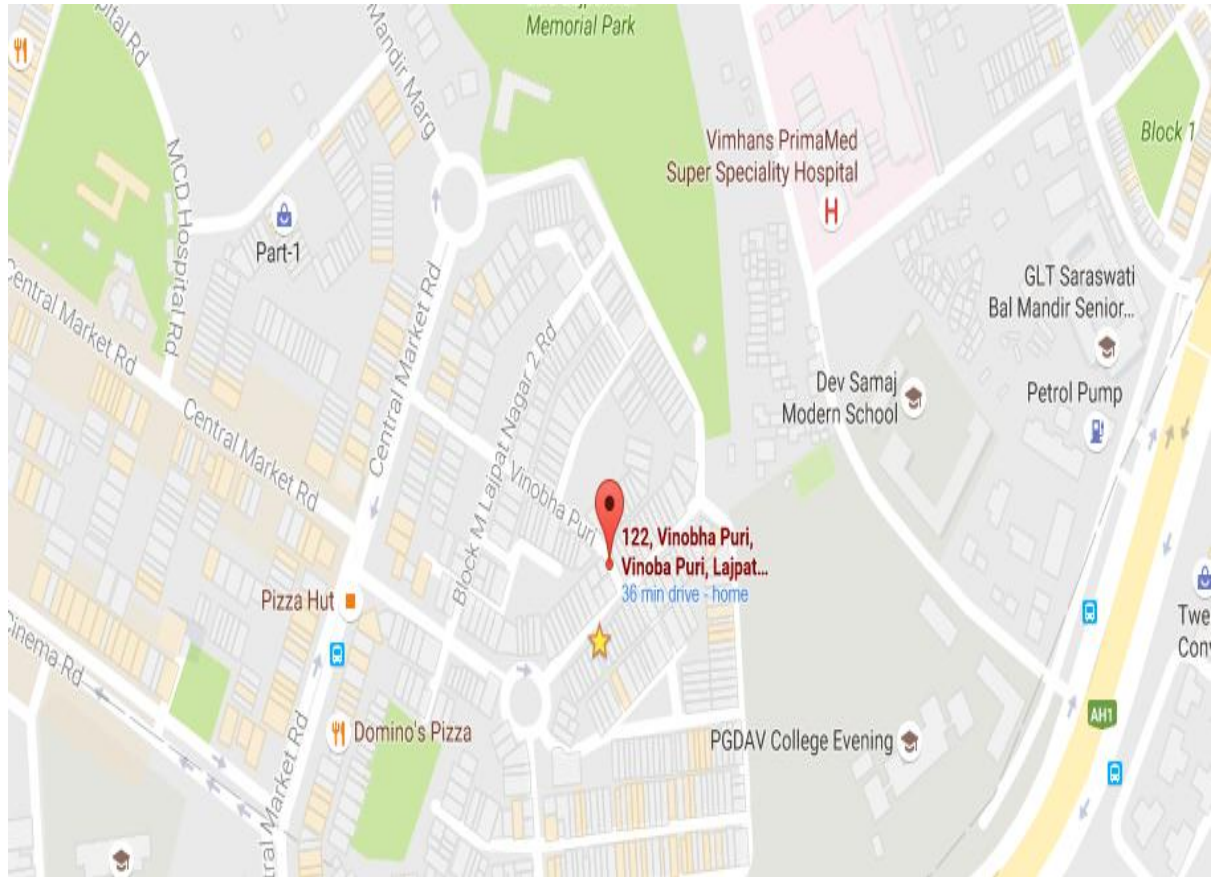 Memorial Park
Mandir Marg
MCD Hospital Rd
Block 1
Vimhans PrimaMed
Super Speciality Hospital
H
Part-1
GLT Saraswati
Bal Mandir Senior...
Central Market Rd
Central Market Rd
Central Market Rd
Block M Lajpat Nagar 2 Rd
Dev Samaj
Modern School
Petrol Pump
Vinobha Puri
122, Vinobha Puri,
Vinoba Puri, Lajpat...
36 min drive - home
Pizza Hut
Cinema Rd
Twe
Con
AH1
Domino's Pizza
PGDAV College Evening
tral Market Rd